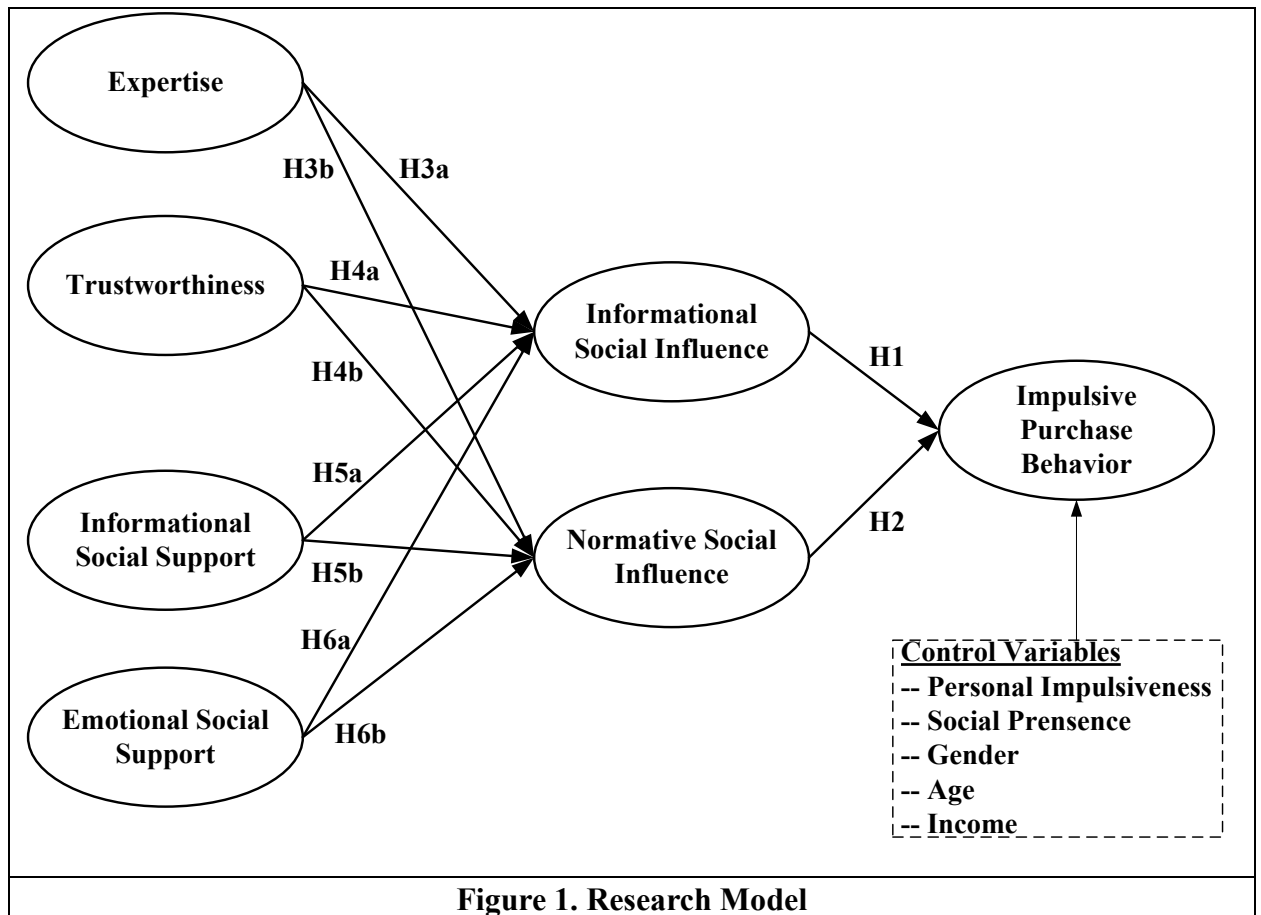 Expertise
H3b
H3a
Trustworthiness
H4a
H4b
Informational
Social Influence
H1
Impulsive
Purchase
Behavior
H5a
Informational
Social Support
H5b
Normative Social
Influence
H2
H6a
Emotional Social
Support
H6b
Control Variables
-- Personal Impulsiveness
-- Social Prensence
-- Gender
-- Age
-- Income
Figure 1. Research Model